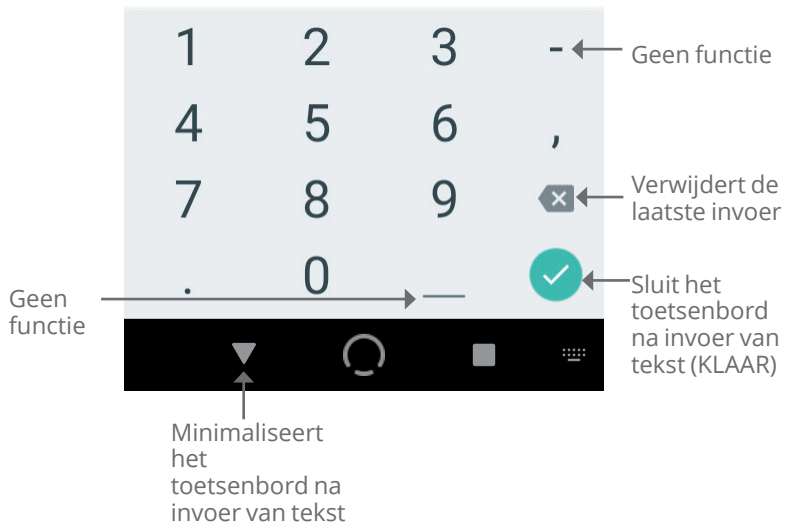 1 2 3 -
Geen functie
4 5 6 ,
7 8 9
Verwijdert de
laatste invoer
. 0
Geen
functie
Sluit het
toetsenbord
na invoer van
tekst (KLAAR)
Minimaliseert
het
toetsenbord na
invoer van tekst